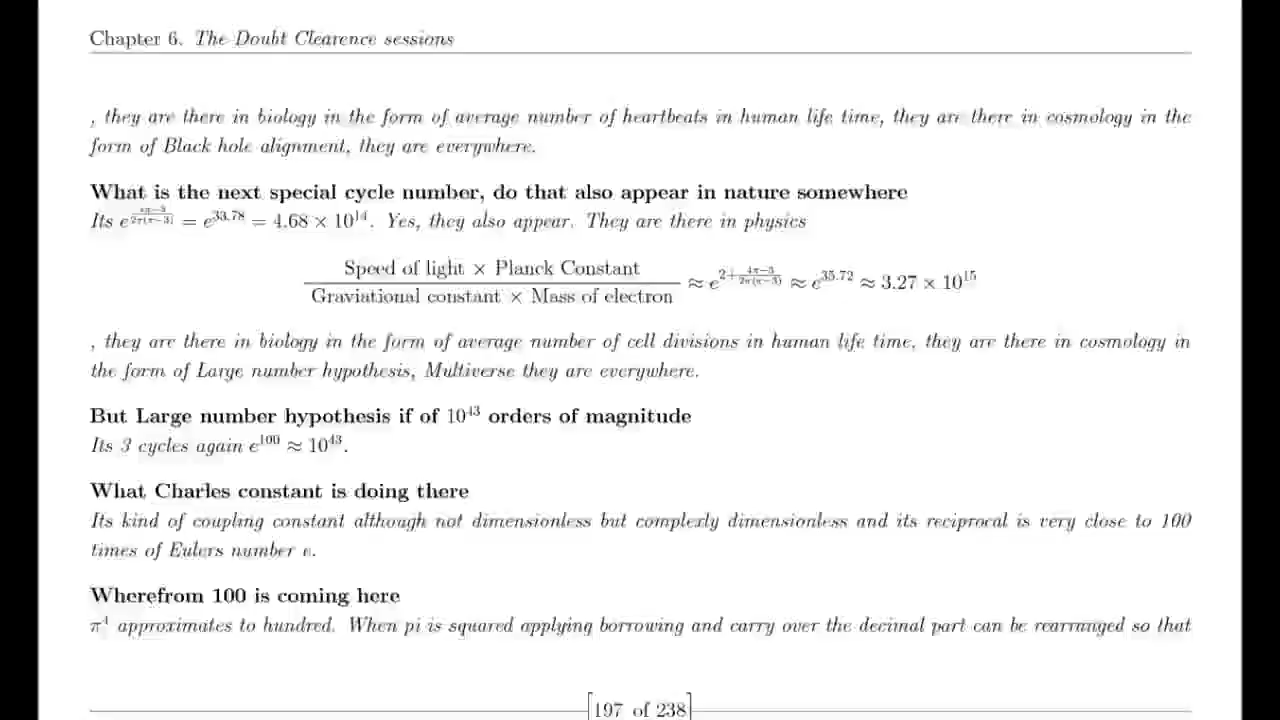 Chapter 6. The Doubt Clearence sessions
, they are there in biology in the form of average number of heartbeats in human life time, they are there in cosmology in the
form of Black hole alignment, they are everywhere.
What is the next special cycle number, do that also appear in nature somewhere
Its e^{/2π(π−3)} = e^{33.78} = 4.68 × 10^{14}. Yes, they also appear. They are there in physics
Speed of light × Planck Constant
Graviational constant × Mass of electron ≈ e^{2+(4π−3)/(2π(π−3))} ≈ e^{35.72} ≈ 3.27 × 10^{15}
, they are there in biology in the form of average number of cell divisions in human life time, they are there in cosmology in
the form of Large number hypothesis, Multiverse they are everywhere.
But Large number hypothesis if of 10^{43} orders of magnitude
Its 3 cycles again e^{100} ≈ 10^{43}.
What Charles constant is doing there
Its kind of coupling constant although not dimensionless but complexly dimensionless and its reciprocal is very close to 100
times of Eulers number e.
Wherefrom 100 is coming here
π^4 approximates to hundred. When pi is squared applying borrowing and carry over the decimal part can be rearranged so that
[197 of 238]